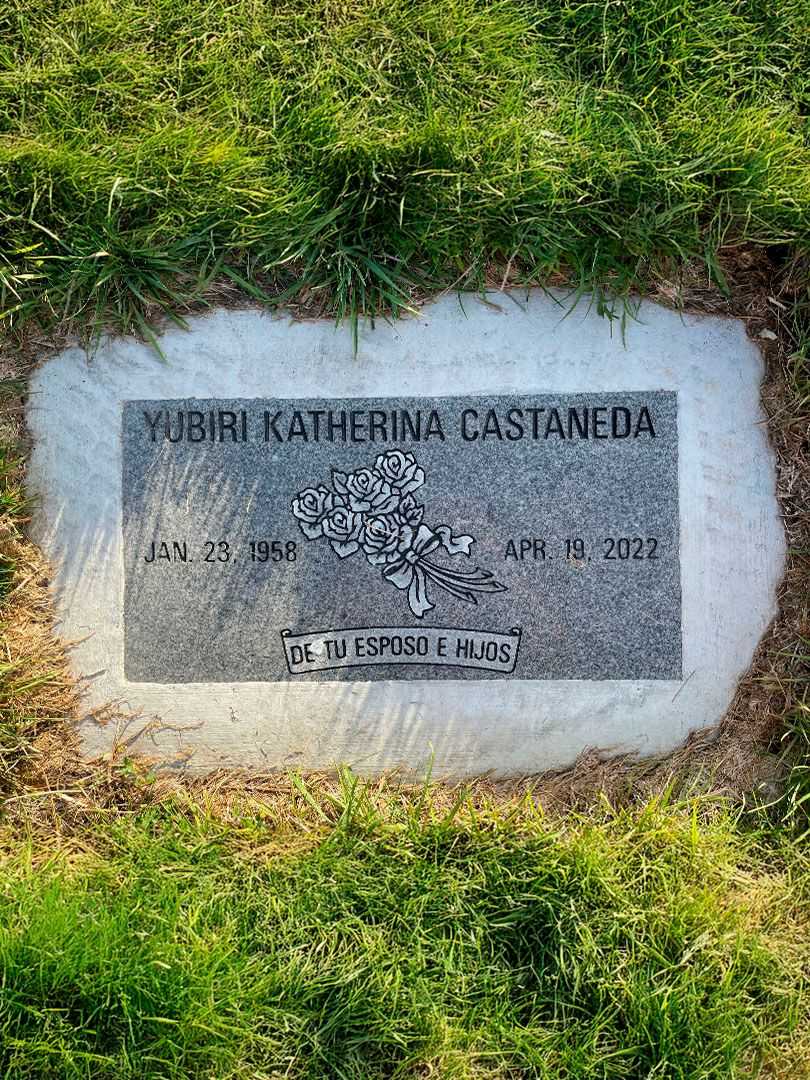 YUBIRI KATHERINA CASTANEDA
JAN. 23, 1958 APR. 19, 2022
DE TU ESPOSO E HIJOS